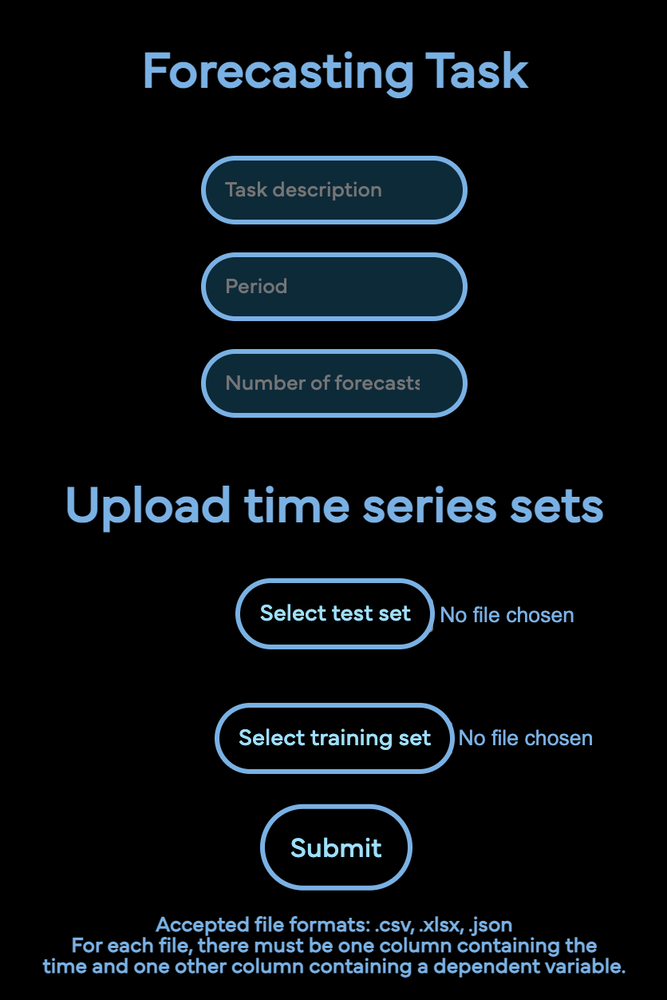 Forecasting Task
Task description
Period
Number of forecasts
Upload time series sets
Select test set No file chosen
Select training set No file chosen
Submit
Accepted file formats: .csv, .xlsx, .json
For each file, there must be one column containing the
time and one other column containing a dependent variable.